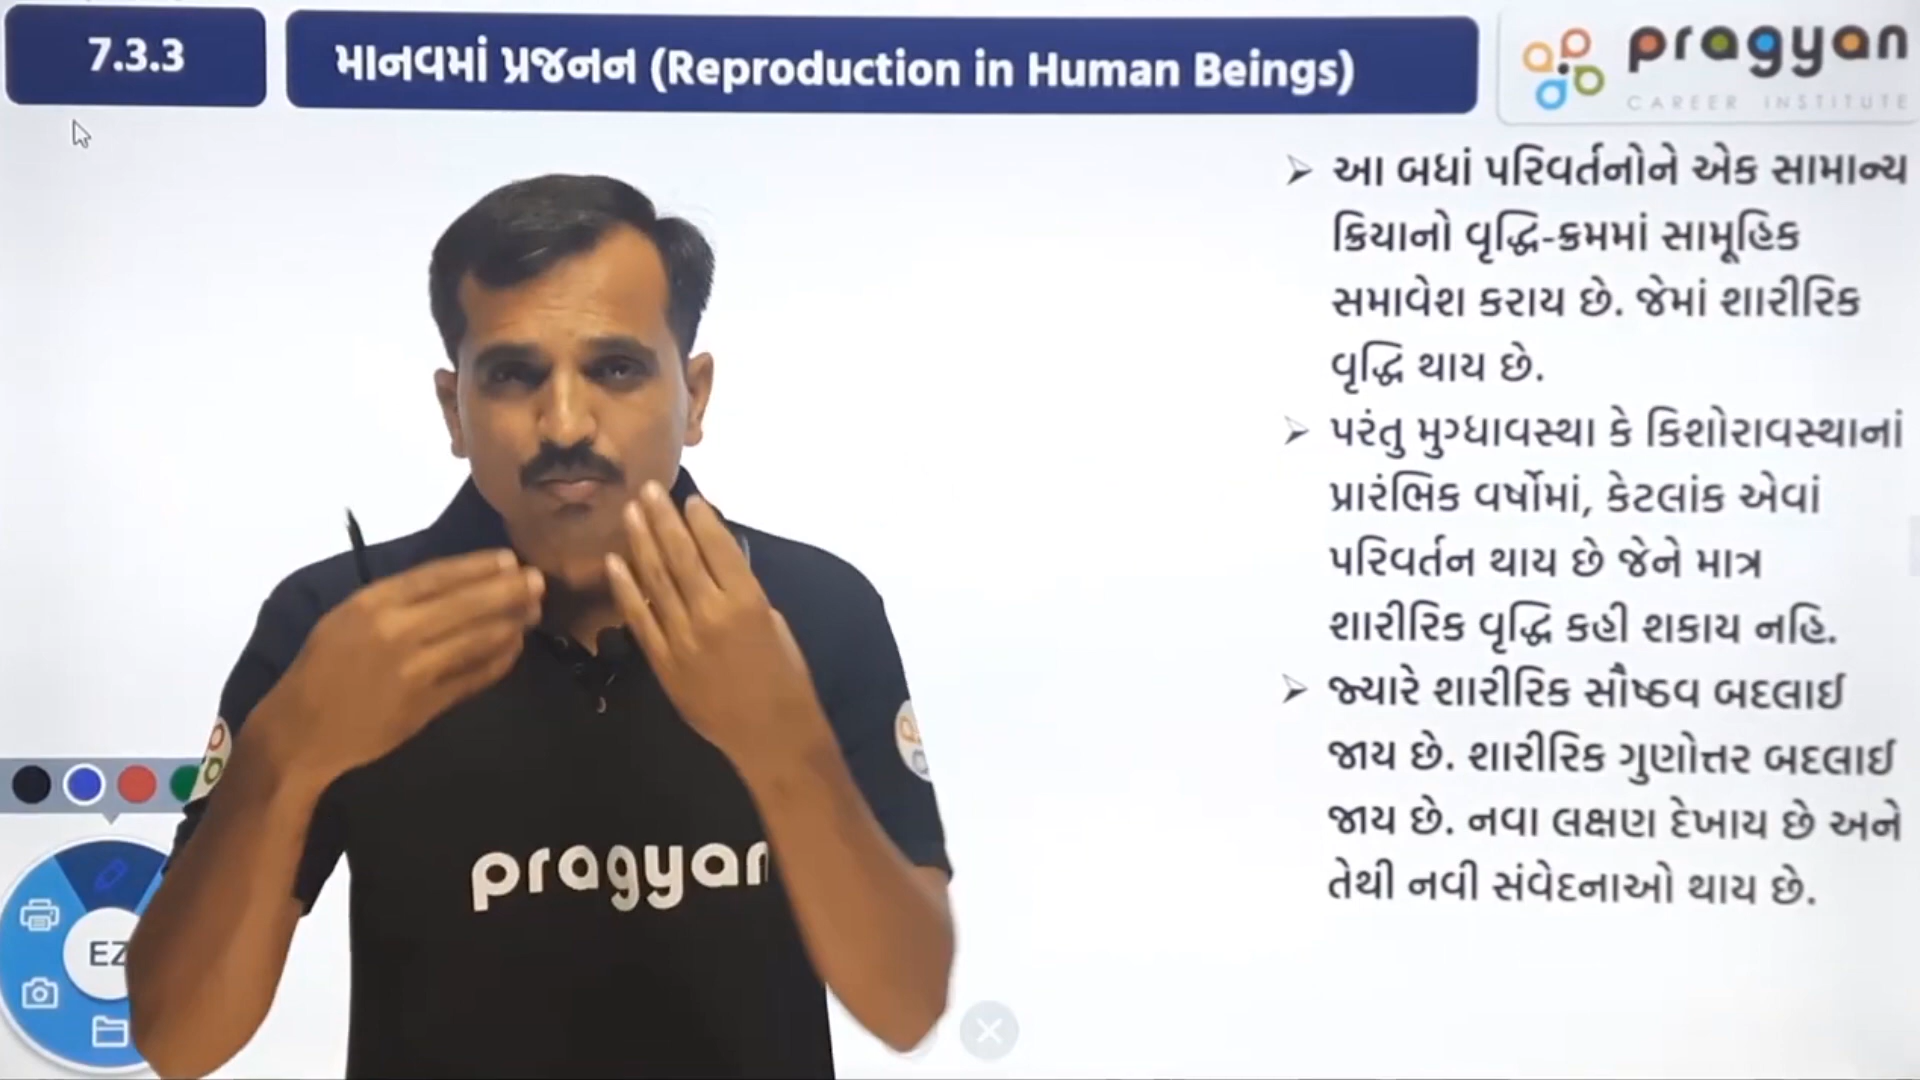 7.3.3
માનવમાં પ્રજનન (Reproduction in Human Beings)
pragyan
CAREER INSTITUTE
➢ આ બધાં પરિવર્તનોને એક સામાન્ય
ક્રિયાનો વૃદ્ધિ-ક્રમમાં સામૂહિક
સમાવેશ કરાય છે. જેમાં શારીરિક
વૃદ્ધિ થાય છે.
➢ પરંતુ મુગ્ધાવસ્થા કે કિશોરાવસ્થાનાં
પ્રારંભિક વર્ષોમાં, કેટલાંક એવાં
પરિવર્તન થાય છે જેને માત્ર
શારીરિક વૃદ્ધિ કહી શકાય નહિ.
➢ જ્યારે શારીરિક સૌષ્ઠવ બદલાઈ
જાય છે. શારીરિક ગુણોત્તર બદલાઈ
જાય છે. નવા લક્ષણ દેખાય છે અને
તેથી નવી સંવેદનાઓ થાય છે.
EZ
pragyan